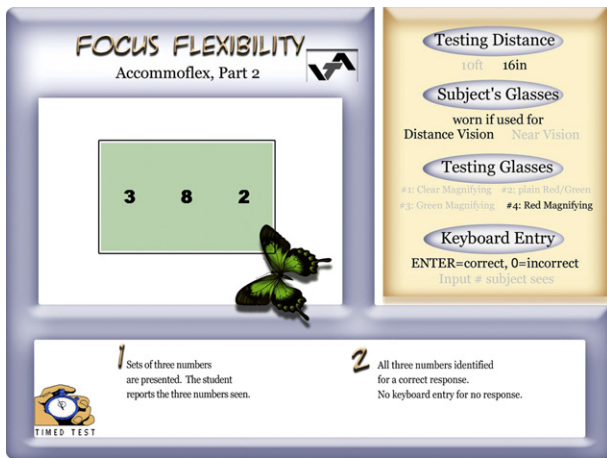 FOCUS FLEXIBILITY
Accommoflex, Part 2
VTA
3 8 2
Testing Distance
10ft 16in
Subject's Glasses
worn if used for
Distance Vision Near Vision
Testing Glasses
#1: Clear Magnifying #2: plain Red/Green
#3: Green Magnifying #4: Red Magnifying
Keyboard Entry
ENTER=correct, 0=incorrect
Input # subject sees
1 Sets of three numbers
are presented. The student
reports the three numbers seen.
2 All three numbers identified
for a correct response.
No keyboard entry for no response.
TIMED TEST